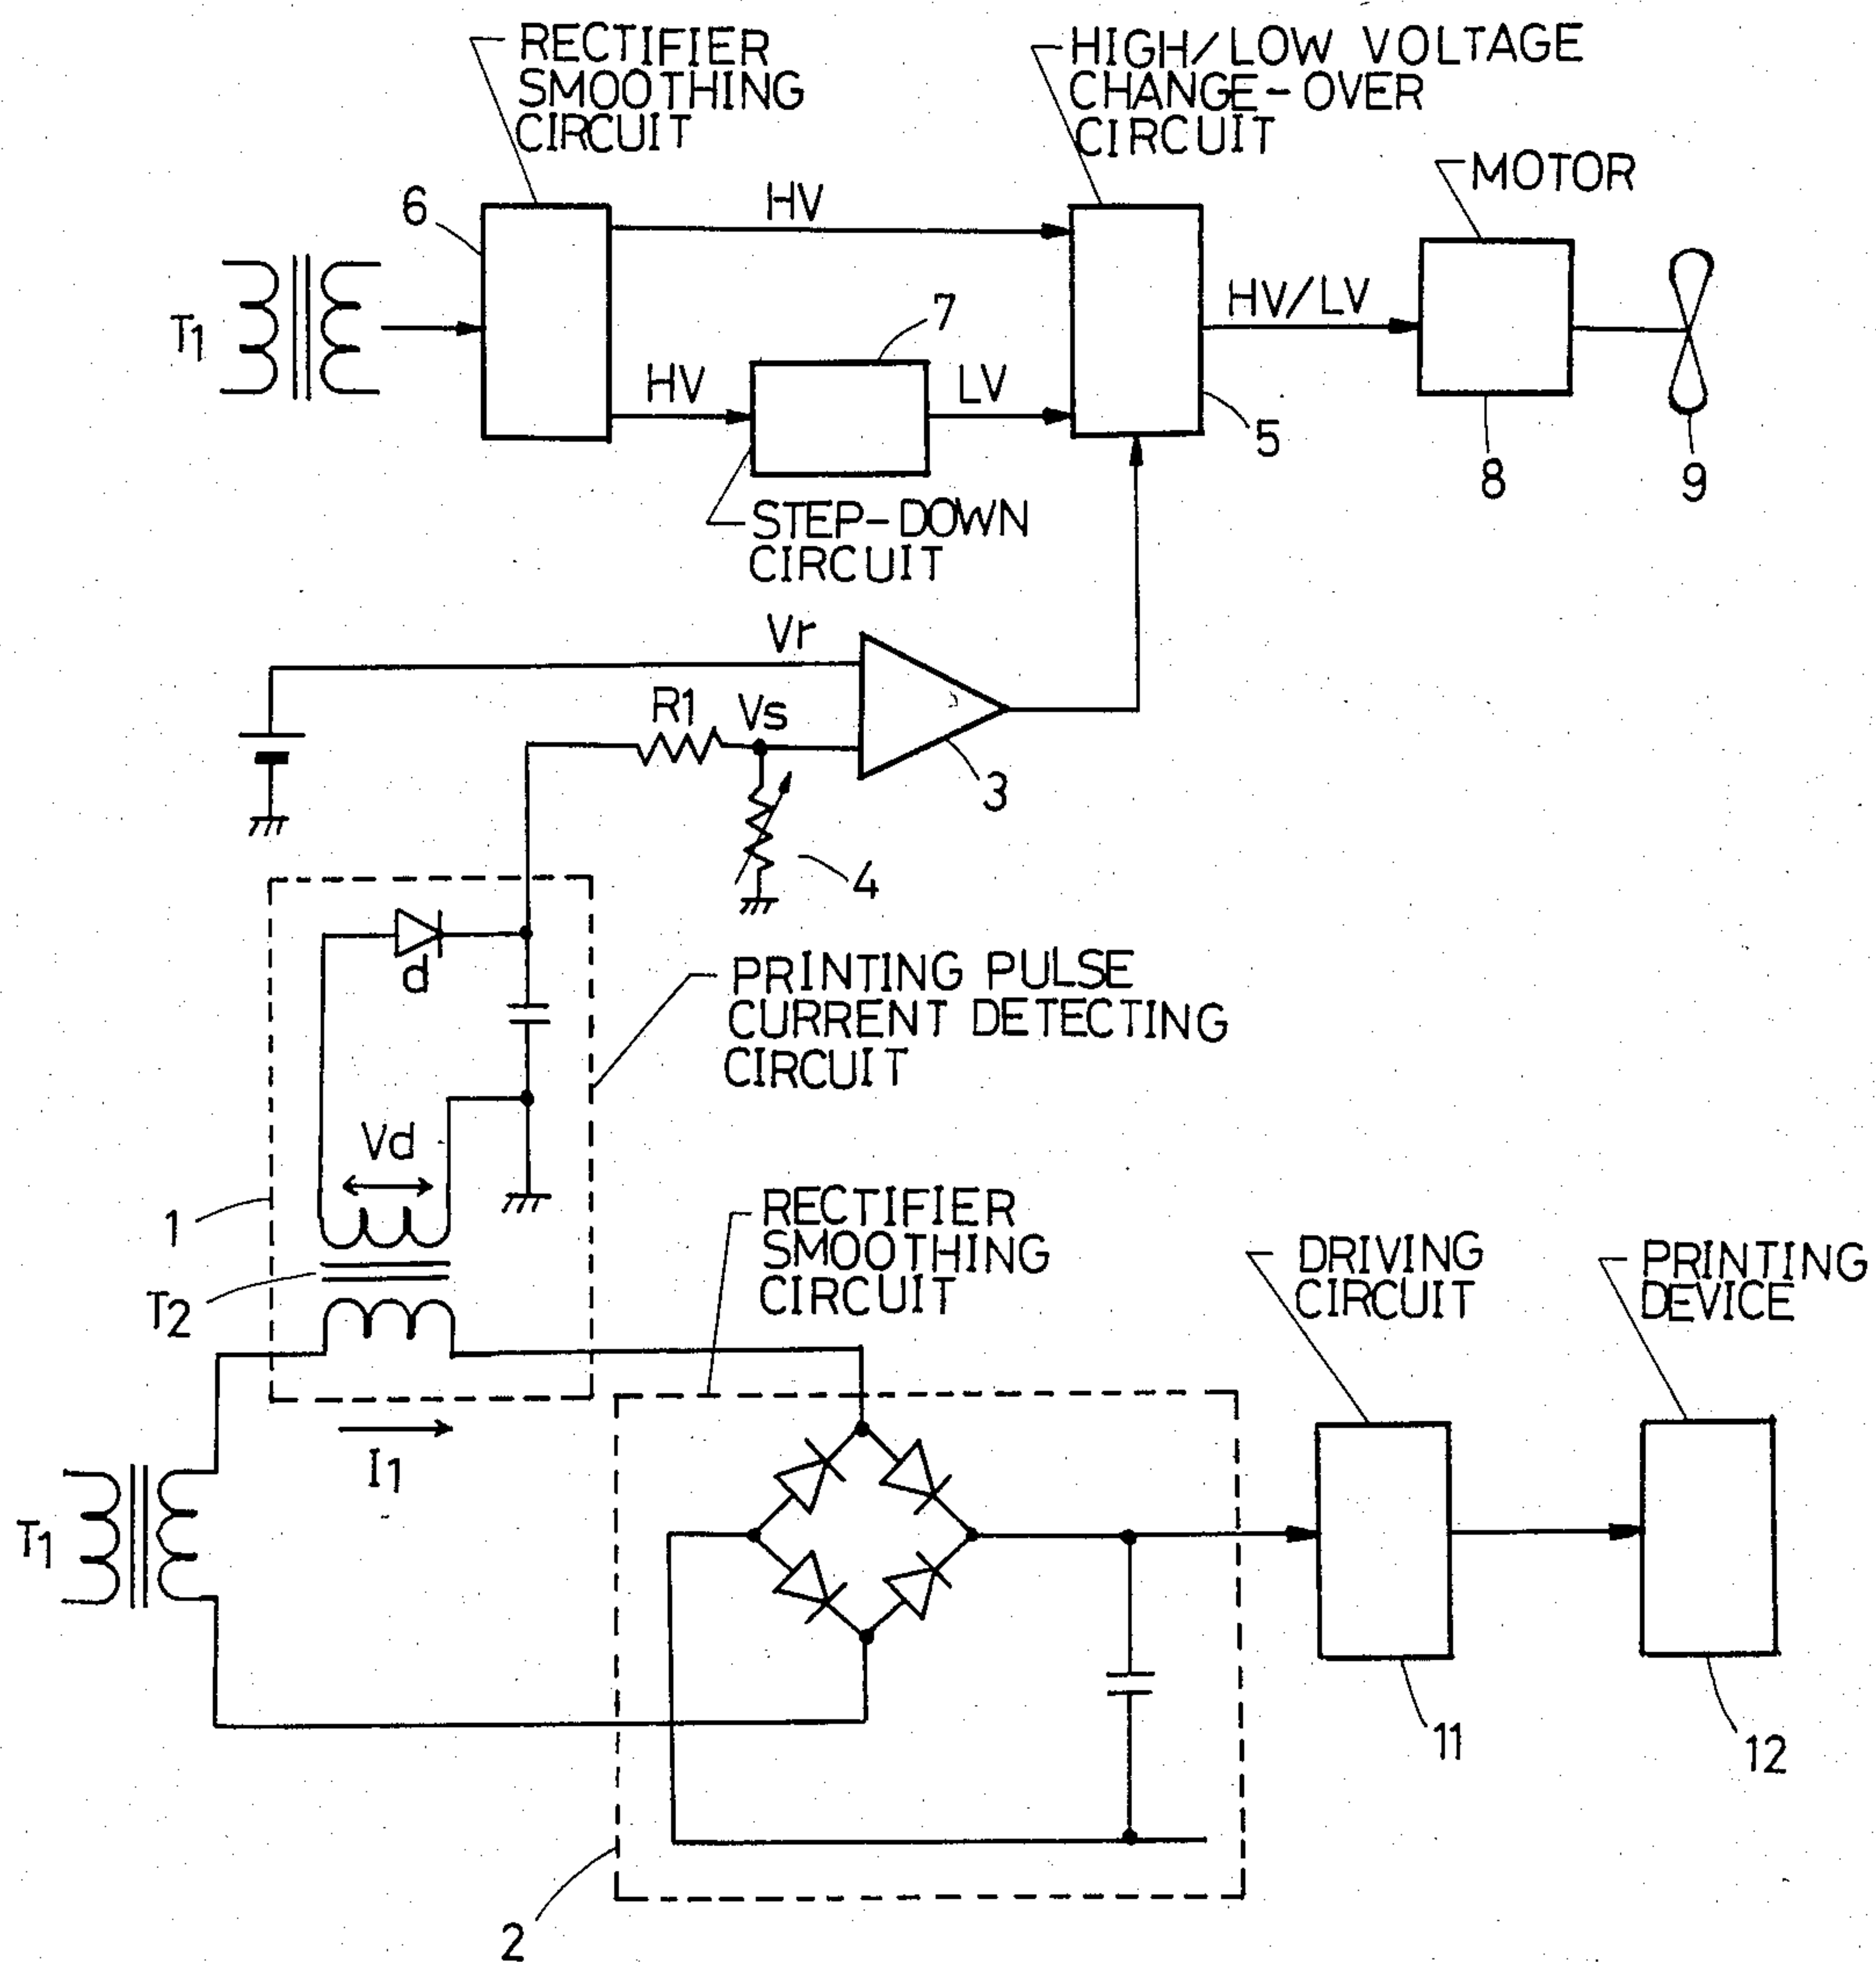 RECTIFIER
SMOOTHING
CIRCUIT
HIGH/LOW VOLTAGE
CHANGE-OVER
CIRCUIT
MOTOR
6
HV
T1
7
HV/LV
HV
LV
5
8
9
STEP-DOWN
CIRCUIT
Vr
R1
Vs
3
4
d
PRINTING PULSE
CURRENT DETECTING
CIRCUIT
Vd
1
T2
RECTIFIER
SMOOTHING
CIRCUIT
DRIVING
CIRCUIT
PRINTING
DEVICE
I1
T1
11
12
2